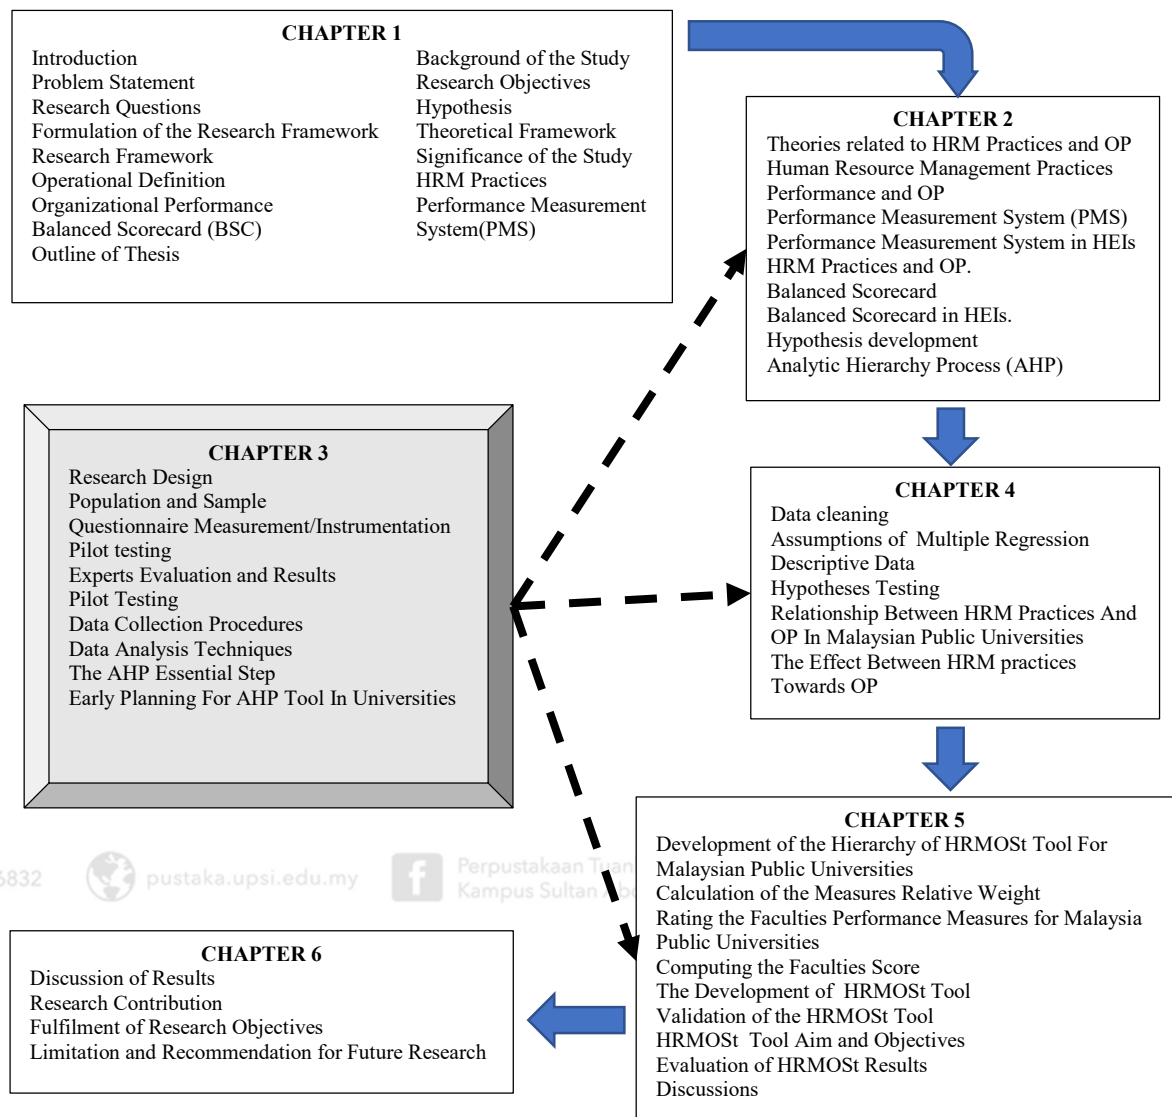 CHAPTER 1
Introduction
Problem Statement
Research Questions
Formulation of the Research Framework
Research Framework
Operational Definition
Organizational Performance
Balanced Scorecard (BSC)
Outline of Thesis
Background of the Study
Research Objectives
Hypothesis
Theoretical Framework
Significance of the Study
HRM Practices
Performance Measurement
System(PMS)
CHAPTER 2
Theories related to HRM Practices and OP
Human Resource Management Practices
Performance and OP
Performance Measurement System (PMS)
Performance Measurement System in HEIs
HRM Practices and OP.
Balanced Scorecard
Balanced Scorecard in HEIs.
Hypothesis development
Analytic Hierarchy Process (AHP)
CHAPTER 3
Research Design
Population and Sample
Questionnaire Measurement/Instrumentation
Pilot testing
Experts Evaluation and Results
Pilot Testing
Data Collection Procedures
Data Analysis Techniques
The AHP Essential Step
Early Planning For AHP Tool In Universities
CHAPTER 4
Data cleaning
Assumptions of Multiple Regression
Descriptive Data
Hypotheses Testing
Relationship Between HRM Practices And
OP In Malaysian Public Universities
The Effect Between HRM practices
Towards OP
CHAPTER 5
Development of the Hierarchy of HRMOSt Tool For
Malaysian Public Universities
Calculation of the Measures Relative Weight
Rating the Faculties Performance Measures for Malaysia
Public Universities
Computing the Faculties Score
The Development of HRMOSt Tool
Validation of the HRMOSt Tool
HRMOSt Tool Aim and Objectives
Evaluation of HRMOSt Results
Discussions
6832
pustaka.upsi.edu.my
f
Perpustakaan Tuan
Kampus Sultan
CHAPTER 6
Discussion of Results
Research Contribution
Fulfilment of Research Objectives
Limitation and Recommendation for Future Research